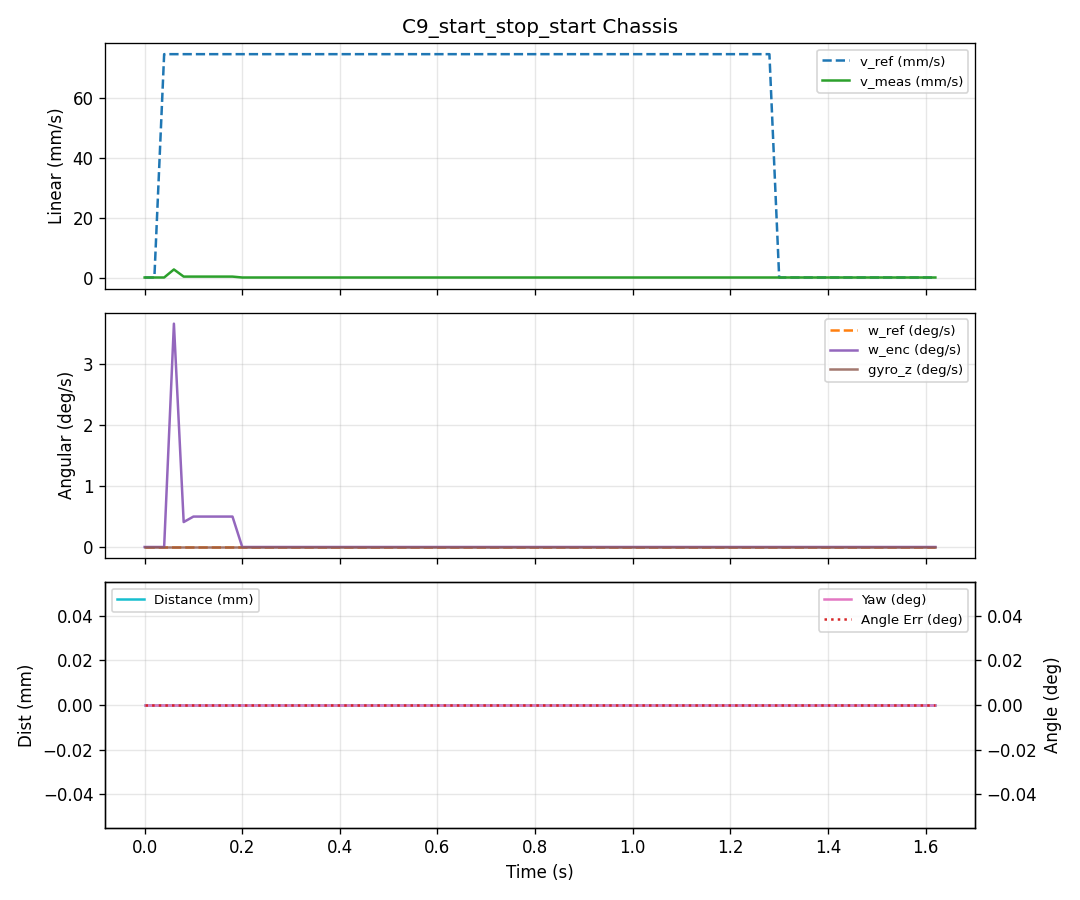 C9_start_stop_start Chassis
Linear (mm/s)
60
40
20
0
v_ref (mm/s)
v_meas (mm/s)
Angular (deg/s)
3
2
1
0
w_ref (deg/s)
w_enc (deg/s)
gyro_z (deg/s)
Dist (mm)
0.04
0.02
0.00
−0.02
−0.04
Distance (mm)
Yaw (deg)
Angle Err (deg)
0.04
0.02
0.00
−0.02
−0.04
Angle (deg)
0.0 0.2 0.4 0.6 0.8 1.0 1.2 1.4 1.6
Time (s)